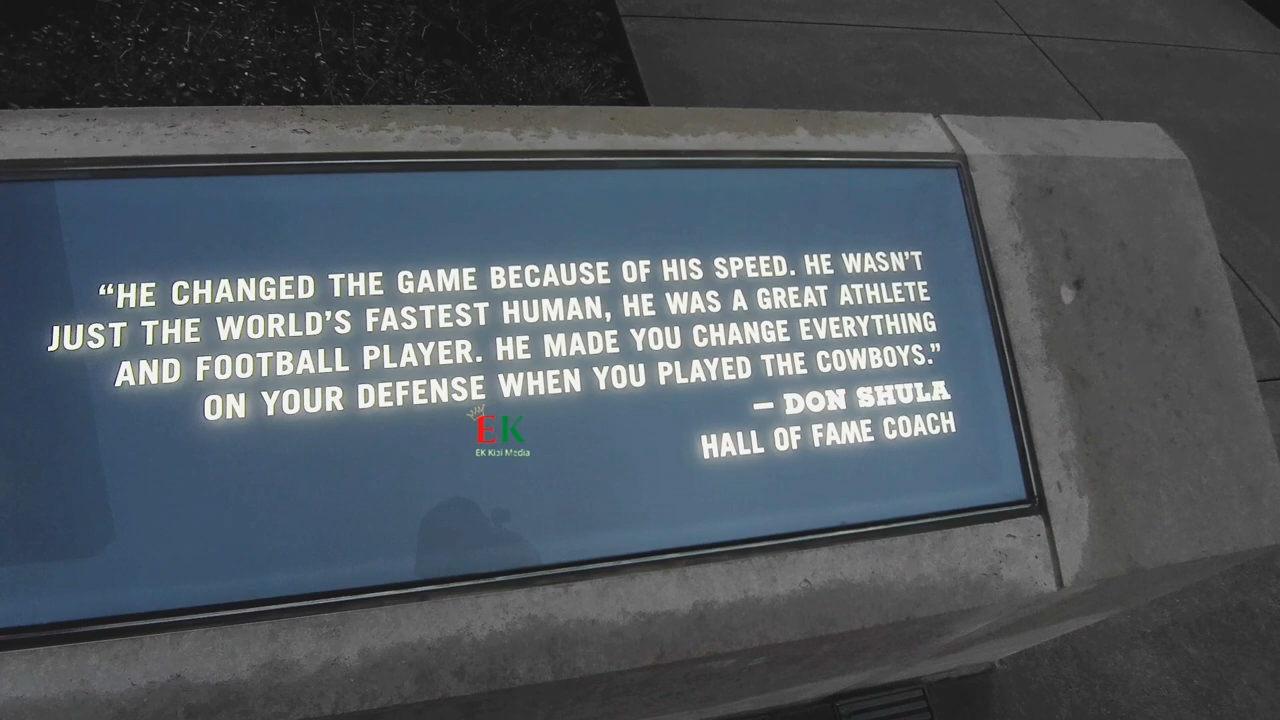 “HE CHANGED THE GAME BECAUSE OF HIS SPEED. HE WASN’T
JUST THE WORLD’S FASTEST HUMAN, HE WAS A GREAT ATHLETE
AND FOOTBALL PLAYER. HE MADE YOU CHANGE EVERYTHING
ON YOUR DEFENSE WHEN YOU PLAYED THE COWBOYS.”
— DON SHULA
HALL OF FAME COACH
EK
EK Kizi Media